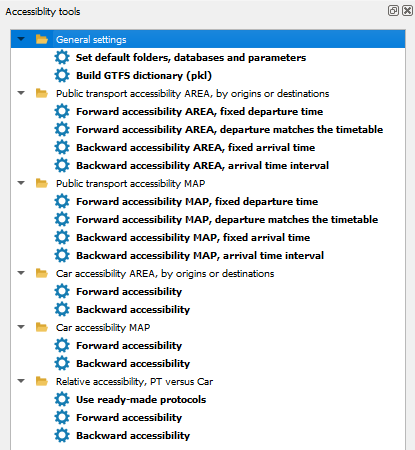 Accessiblity tools
General settings
Set default folders, databases and parameters
Build GTFS dictionary (pkl)
Public transport accessibility AREA, by origins or destinations
Forward accessibility AREA, fixed departure time
Forward accessibility AREA, departure matches the timetable
Backward accessibility AREA, fixed arrival time
Backward accessibility AREA, arrival time interval
Public transport accessibility MAP
Forward accessibility MAP, fixed departure time
Forward accessibility MAP, departure matches the timetable
Backward accessibility MAP, fixed arrival time
Backward accessibility MAP, arrival time interval
Car accessibility AREA, by origins or destinations
Forward accessibility
Backward accessibility
Car accessibility MAP
Forward accessibility
Backward accessibility
Relative accessibility, PT versus Car
Use ready-made protocols
Forward accessibility
Backward accessibility